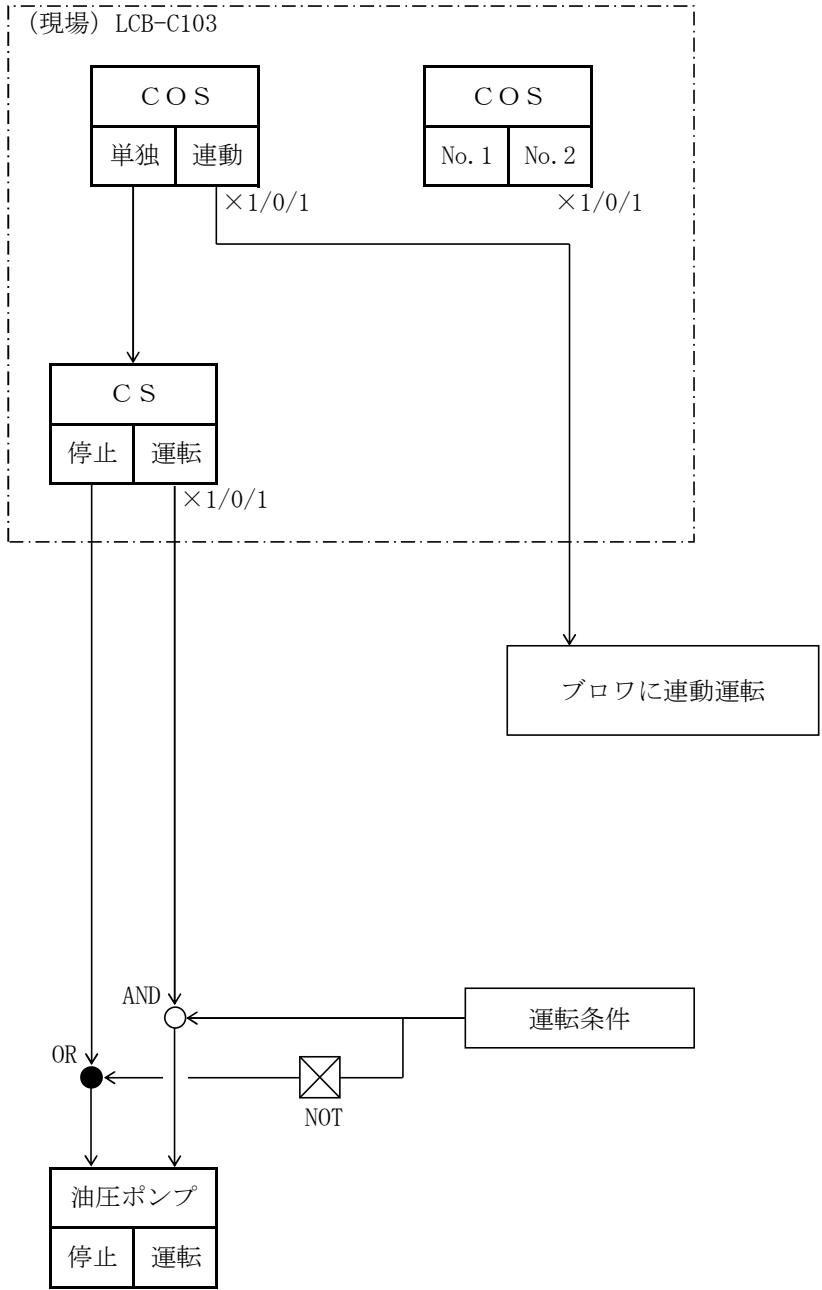 (現場) LCB-C103
ＣＯＳ
単独 連動
×1/0/1
ＣＯＳ
No.1 No.2
×1/0/1
ＣＳ
停止 運転
×1/0/1
ブロワに連動運転
AND
運転条件
OR
NOT
油圧ポンプ
停止 運転